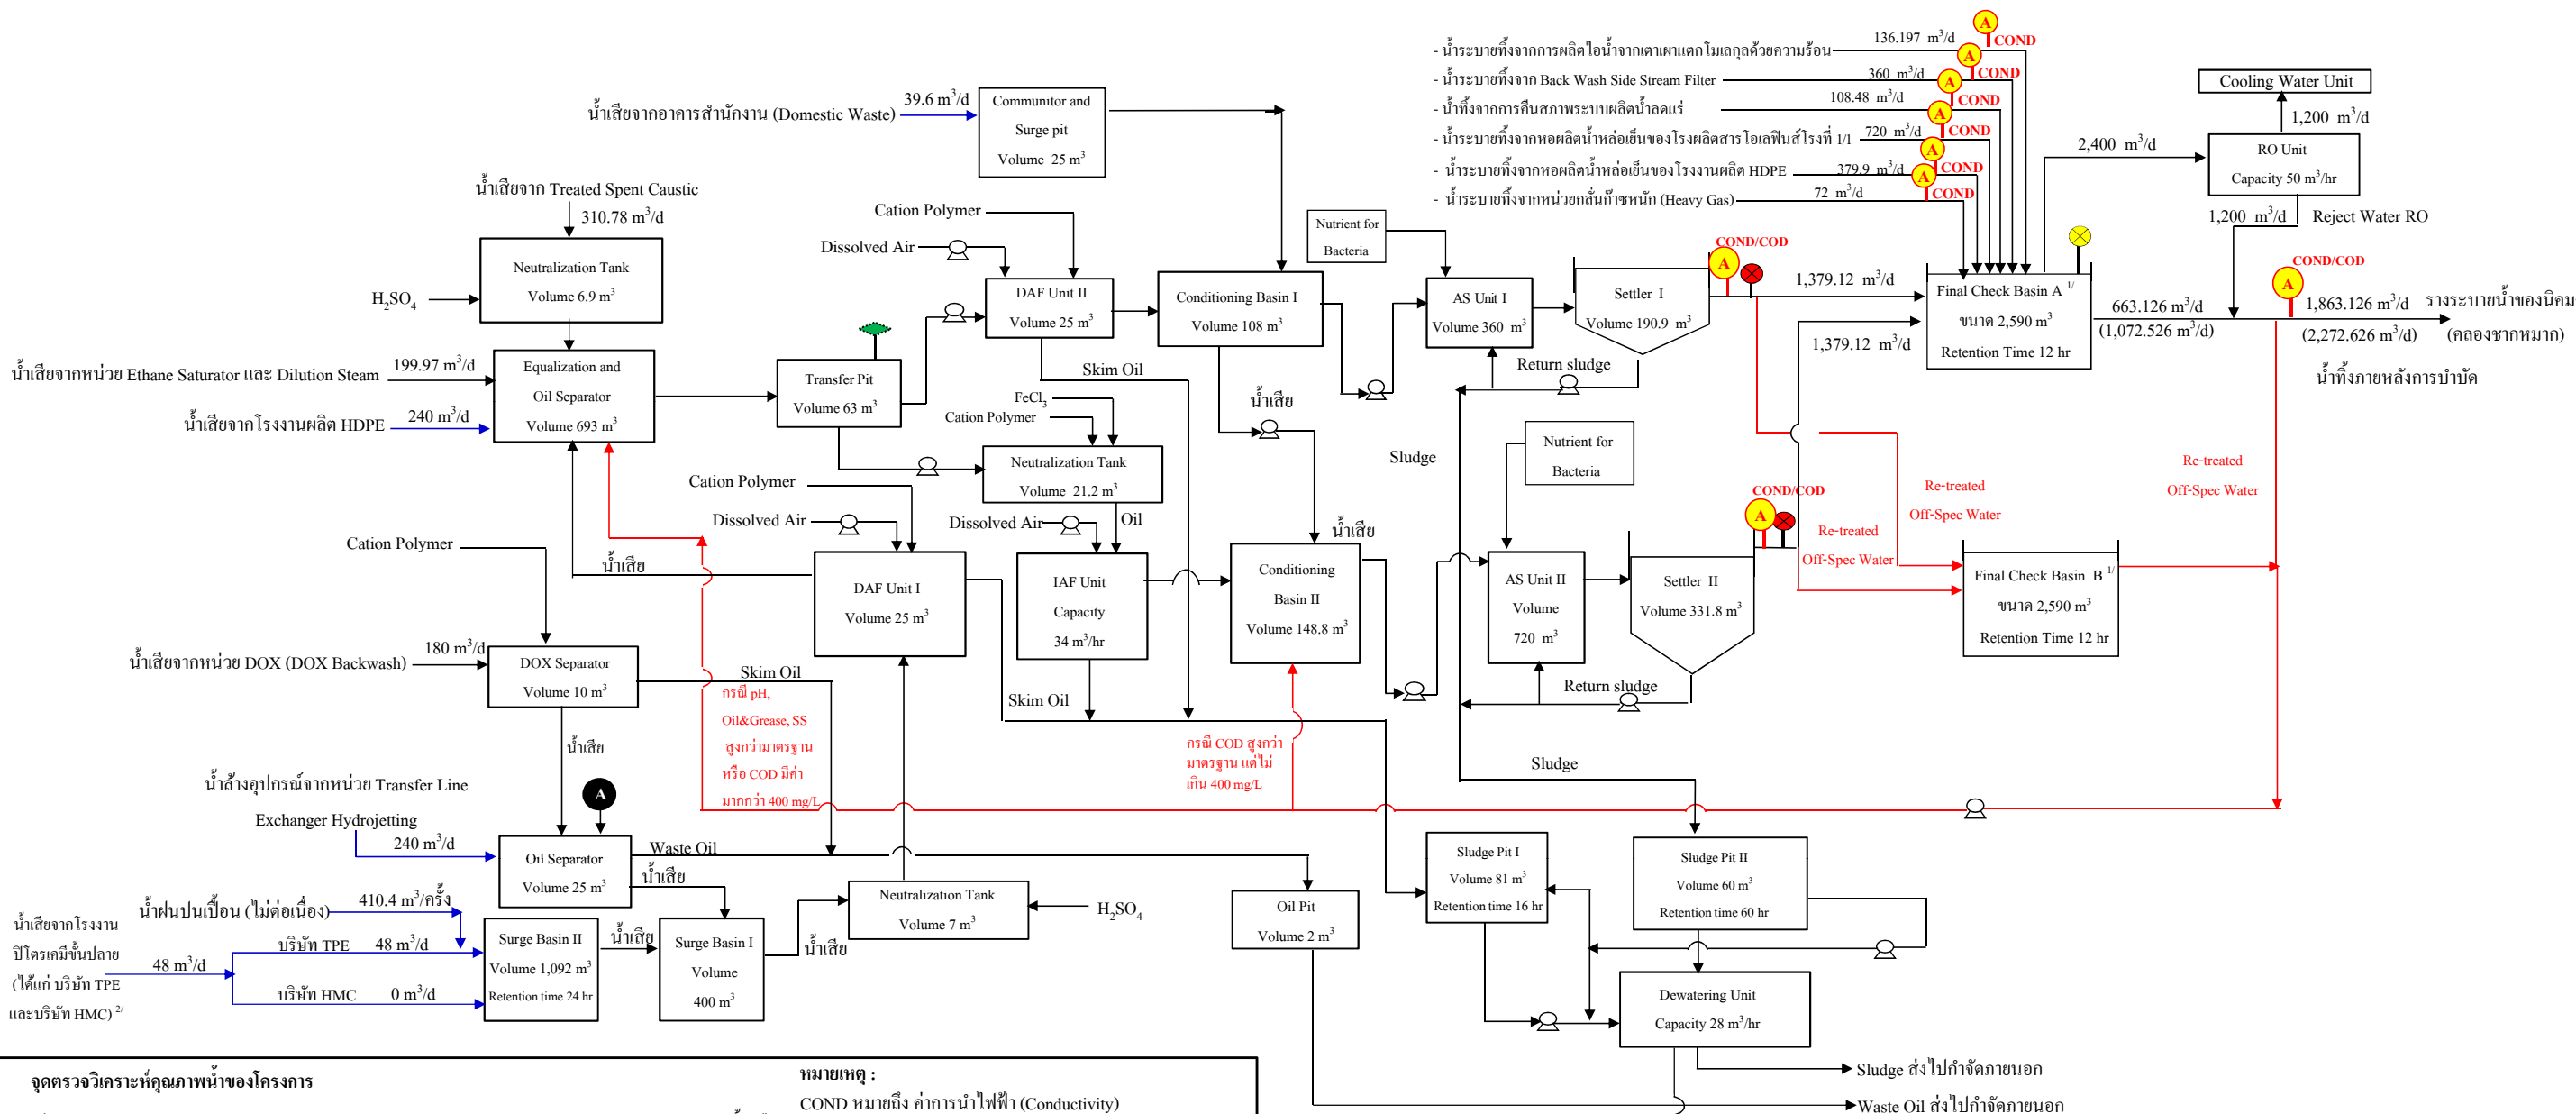 - น้ำระบายทิ้งจากการผลิตไอน้ำจากเตาเผาแตกโมเลกุลด้วยความร้อน 136.197 m³/d A COND
- น้ำระบายทิ้งจาก Back Wash Side Stream Filter 360 m³/d A COND
- น้ำทิ้งจากการคืนสภาพระบบผลิตน้ำลดแร่ 108.48 m³/d A COND
- น้ำระบายทิ้งจากหอผลิตน้ำหล่อเย็นของโรงผลิตสารโอเลฟินส์โรงที่ 1/1 720 m³/d A COND
- น้ำระบายทิ้งจากหอผลิตน้ำหล่อเย็นของโรงงานผลิต HDPE 379.9 m³/d A COND
- น้ำระบายทิ้งจากหน่วยกลั่นก๊าซหนัก (Heavy Gas) 72 m³/d A COND
Cooling Water Unit
1,200 m³/d
2,400 m³/d
RO Unit
Capacity 50 m³/hr
1,200 m³/d Reject Water RO
น้ำเสียจากอาคารสำนักงาน (Domestic Waste) 39.6 m³/d
Communitor and
Surge pit
Volume 25 m³
น้ำเสียจาก Treated Spent Caustic
310.78 m³/d
Neutralization Tank
Volume 6.9 m³
H₂SO₄
Cation Polymer
Dissolved Air
DAF Unit II
Volume 25 m³
Conditioning Basin I
Volume 108 m³
Nutrient for
Bacteria
AS Unit I
Volume 360 m³
Settler I
Volume 190.9 m³
COND/COD
A
1,379.12 m³/d
1,379.12 m³/d
Final Check Basin A ¹/
ขนาด 2,590 m³
Retention Time 12 hr
663.126 m³/d
(1,072.526 m³/d)
COND/COD
A
1,863.126 m³/d
(2,272.626 m³/d)
รางระบายน้ำของนิคม
(คลองชากหมาก)
น้ำทิ้งภายหลังการบำบัด
น้ำเสียจากหน่วย Ethane Saturator และ Dilution Steam 199.97 m³/d
น้ำเสียจากโรงงานผลิต HDPE 240 m³/d
Equalization and
Oil Separator
Volume 693 m³
Transfer Pit
Volume 63 m³
Skim Oil
Return sludge
น้ำเสีย
FeCl₃
Cation Polymer
Neutralization Tank
Volume 21.2 m³
Sludge
Nutrient for
Bacteria
Cation Polymer
Dissolved Air
Dissolved Air
Oil
น้ำเสีย
COND/COD
A
Re-treated
Off-Spec Water
Re-treated
Off-Spec Water
Re-treated
Off-Spec Water
Cation Polymer
น้ำเสีย
DAF Unit I
Volume 25 m³
IAF Unit
Capacity
34 m³/hr
Conditioning
Basin II
Volume 148.8 m³
AS Unit II
Volume
720 m³
Settler II
Volume 331.8 m³
Final Check Basin B ¹/
ขนาด 2,590 m³
Retention Time 12 hr
น้ำเสียจากหน่วย DOX (DOX Backwash) 180 m³/d
DOX Separator
Volume 10 m³
Skim Oil
Skim Oil
Return sludge
กรณี pH,
Oil&Grease, SS
สูงกว่ามาตรฐาน
หรือ COD มีค่า
มากกว่า 400 mg/L
กรณี COD สูงกว่า
มาตรฐาน แต่ไม่
เกิน 400 mg/L
น้ำเสีย
Sludge
น้ำล้างอุปกรณ์จากหน่วย Transfer Line
Exchanger Hydrojetting
240 m³/d
A
Oil Separator
Volume 25 m³
Waste Oil
น้ำเสีย
Neutralization Tank
Volume 7 m³
H₂SO₄
Oil Pit
Volume 2 m³
Sludge Pit I
Volume 81 m³
Retention time 16 hr
Sludge Pit II
Volume 60 m³
Retention time 60 hr
น้ำฝนปนเปื้อน (ไม่ต่อเนื่อง) 410.4 m³/ครั้ง
น้ำเสียจากโรงงาน
ปิโตรเคมีขั้นปลาย
(ได้แก่ บริษัท TPE
และบริษัท HMC) ²/
48 m³/d
บริษัท TPE 48 m³/d
บริษัท HMC 0 m³/d
Surge Basin II
Volume 1,092 m³
Retention time 24 hr
น้ำเสีย
Surge Basin I
Volume
400 m³
น้ำเสีย
Dewatering Unit
Capacity 28 m³/hr
Sludge ส่งไปกำจัดภายนอก
Waste Oil ส่งไปกำจัดภายนอก
จุดตรวจวิเคราะห์คุณภาพน้ำของโครงการ
หมายเหตุ :
COND หมายถึง ค่าการนำไฟฟ้า (Conductivity)